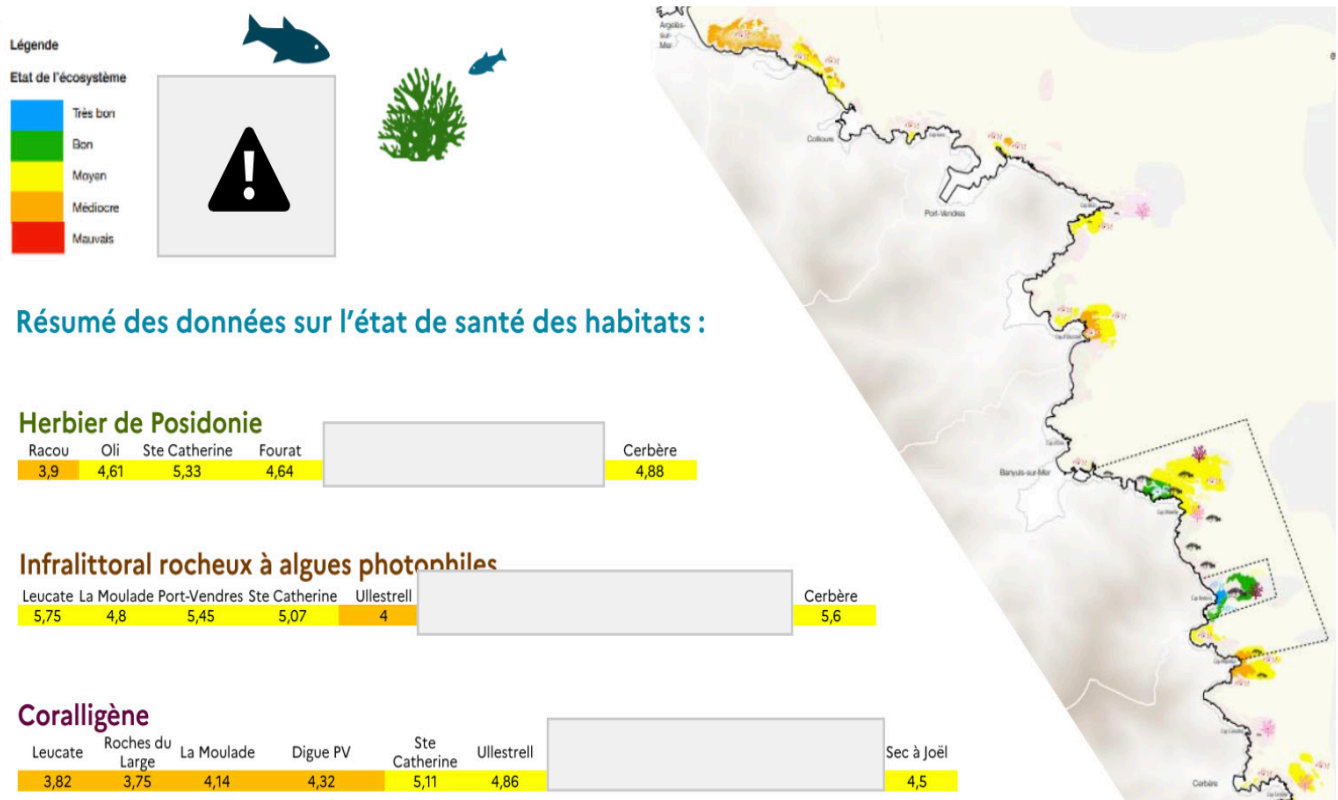 Légende
Etat de l'écosystème
Très bon
Bon
Moyen
Médiocre
Mauvais
Résumé des données sur l'état de santé des habitats :
Herbier de Posidonie
Racou Oli Ste Catherine Fourat Cerbère
3,9 4,61 5,33 4,64 4,88
Infralittoral rocheux à algues photophiles
Leucate La Moulade Port-Vendres Ste Catherine Ullestrell Cerbère
5,75 4,8 5,45 5,07 4 5,6
Coralligène
Leucate Roches du Large La Moulade Digue PV Ste Catherine Ullestrell Sec à Joël
3,82 3,75 4,14 4,32 5,11 4,86 4,5
Argelès-
sur-
Mer
Collioure
Port-Vendres
Banyuls-sur-Mer
Cerbère